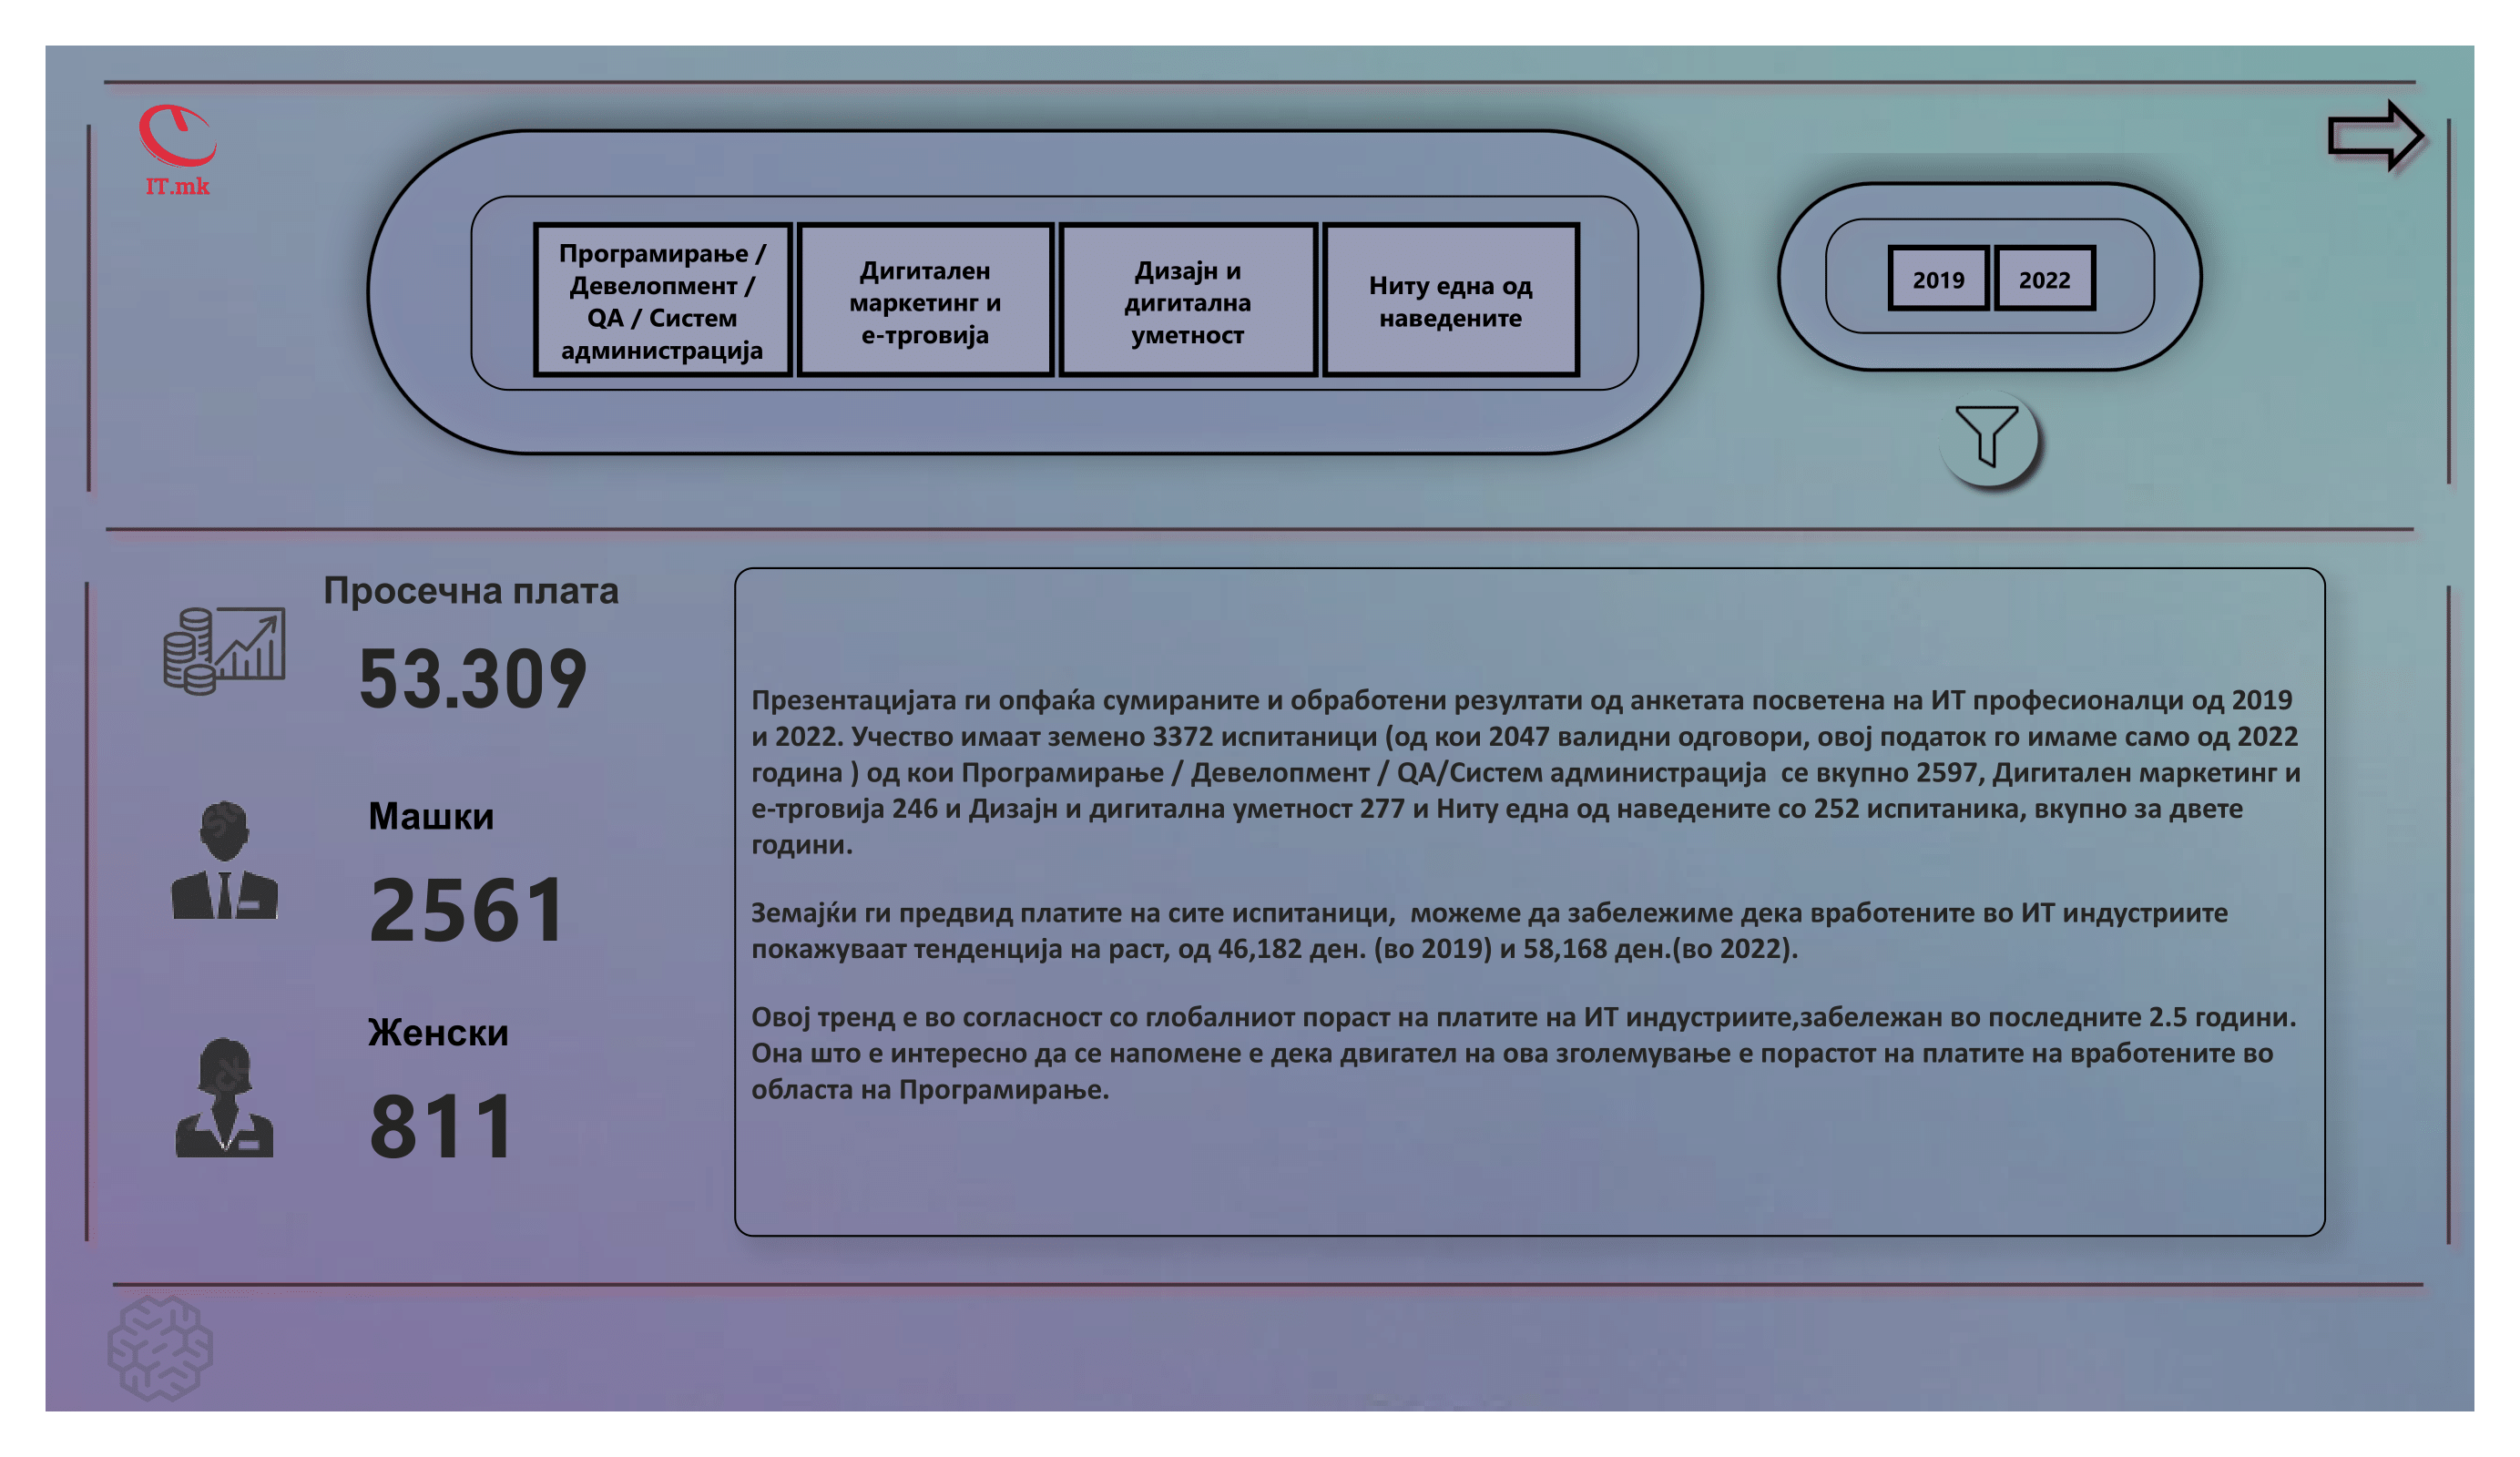 IT.mk
Програмирање /
Девелопмент /
QA / Систем
администрација
Дигитален
маркетинг и
е-трговија
Дизајн и
дигитална
уметност
Ниту една од
наведените
2019
2022
Просечна плата
53.309
Машки
2561
Женски
811
Презентацијата ги опфаќа сумираните и обработени резултати од анкетата посветена на ИТ професионалци од 2019
и 2022. Учество имаат земено 3372 испитаници (од кои 2047 валидни одговори, овој податок го имаме само од 2022
година ) од кои Програмирање / Девелопмент / QA/Систем администрација  се вкупно 2597, Дигитален маркетинг и
е-трговија 246 и Дизајн и дигитална уметност 277 и Ниту една од наведените со 252 испитаника, вкупно за двете
години.
Земајќи ги предвид платите на сите испитаници,  можеме да забележиме дека вработените во ИТ индустриите
покажуваат тенденција на раст, од 46,182 ден. (во 2019) и 58,168 ден.(во 2022).
Овој тренд е во согласност со глобалниот пораст на платите на ИТ индустриите,забележан во последните 2.5 години.
Она што е интересно да се напомене е дека двигател на ова зголемување е порастот на платите на вработените во
областа на Програмирање.